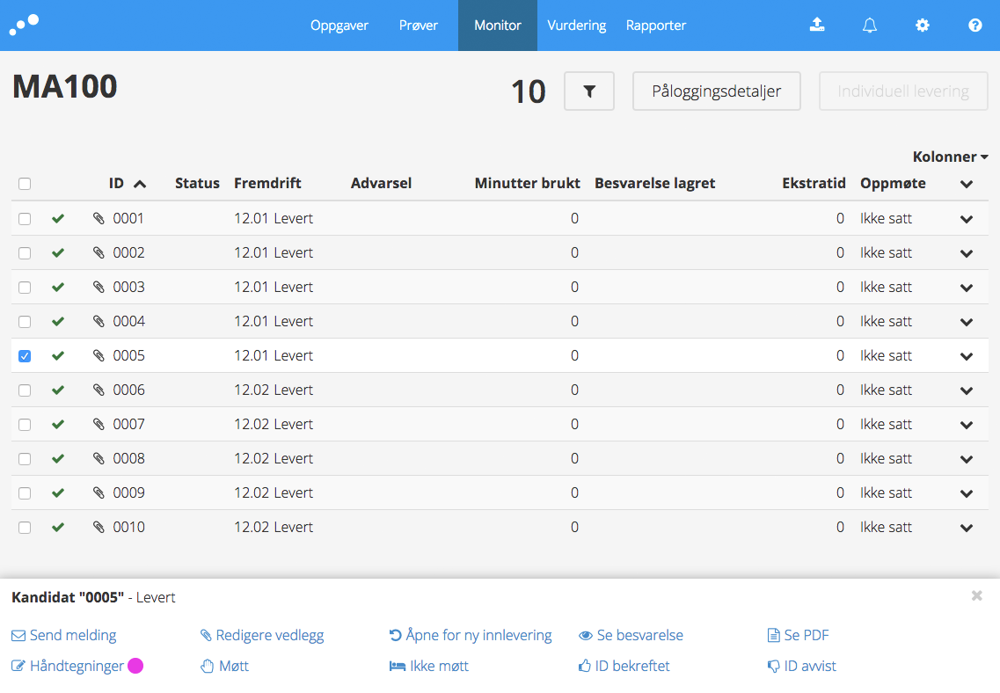 Oppgaver Prøver Monitor Vurdering Rapporter
MA100 10 Påloggingsdetaljer Individuell levering
Kolonner
ID Status Fremdrift Advarsel Minutter brukt Besvarelse lagret Ekstratid Oppmøte
0001 12.01 Levert 0 0 Ikke satt
0002 12.01 Levert 0 0 Ikke satt
0003 12.01 Levert 0 0 Ikke satt
0004 12.01 Levert 0 0 Ikke satt
0005 12.01 Levert 0 0 Ikke satt
0006 12.02 Levert 0 0 Ikke satt
0007 12.02 Levert 0 0 Ikke satt
0008 12.02 Levert 0 0 Ikke satt
0009 12.02 Levert 0 0 Ikke satt
0010 12.02 Levert 0 0 Ikke satt
Kandidat "0005" - Levert
Send melding Redigere vedlegg Åpne for ny innlevering Se besvarelse Se PDF
Håndtegninger Møtt Ikke møtt ID bekreftet ID avvist